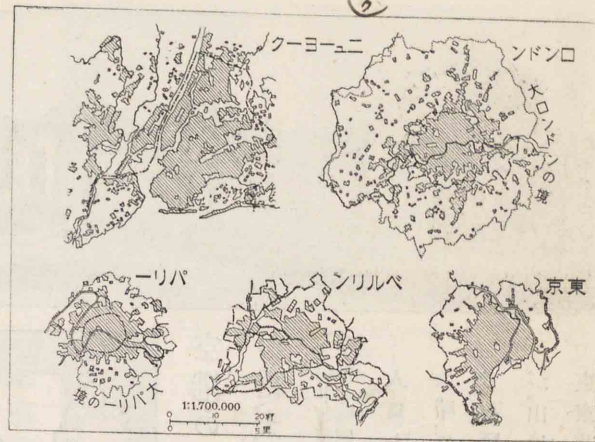 ニューヨーク
ロンドン
大ロンドンの境
パリー
大パリーの境
ベルリン
東京
1:1,700,000
0 10 20粁
0 5里